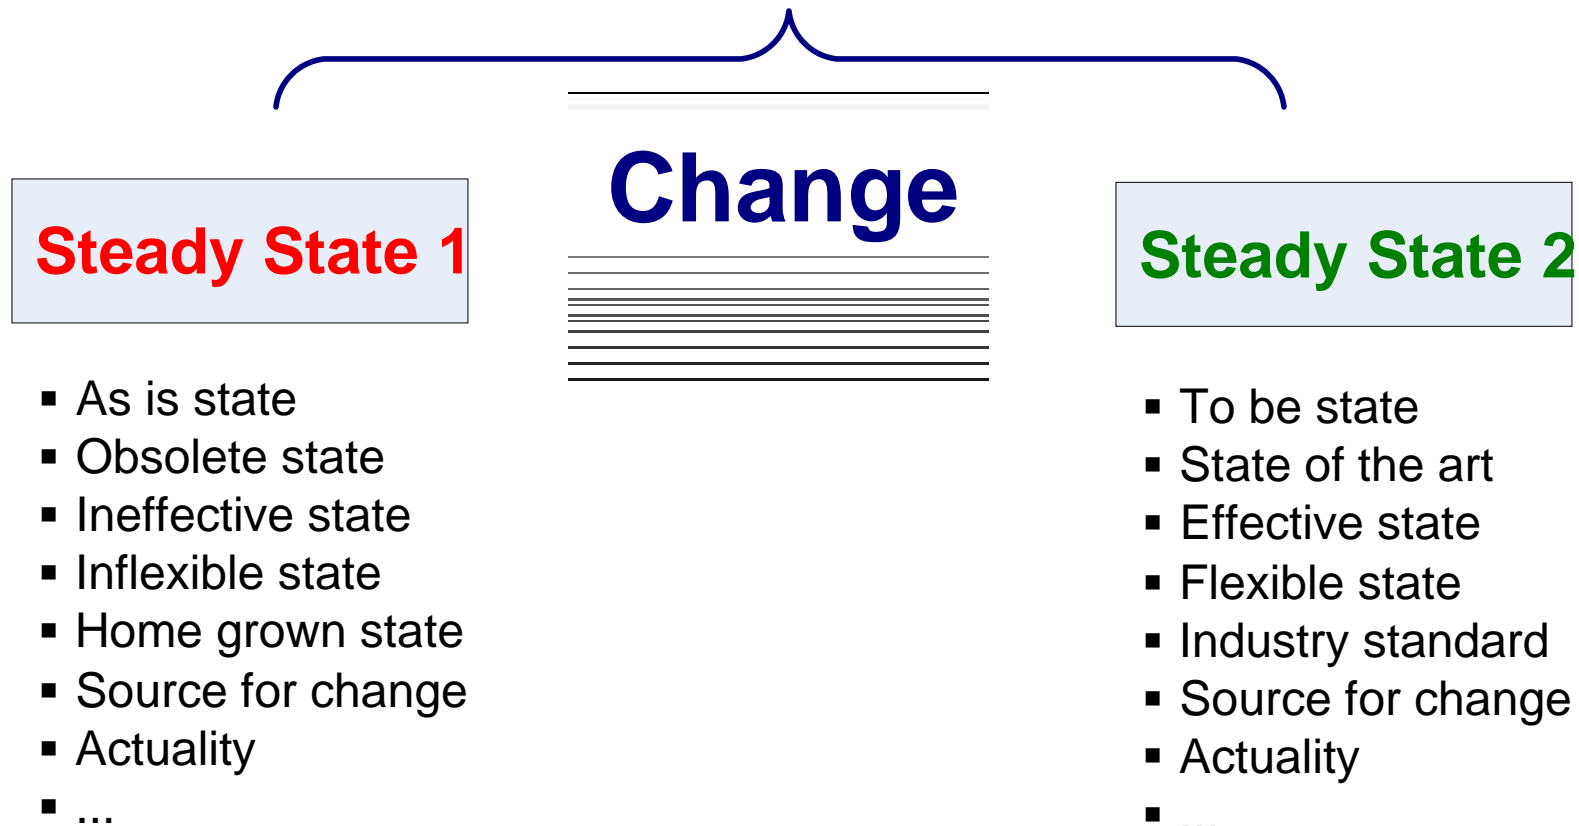 Change
Steady State 1
▪ As is state
▪ Obsolete state
▪ Ineffective state
▪ Inflexible state
▪ Home grown state
▪ Source for change
▪ Actuality
▪ ...
Steady State 2
▪ To be state
▪ State of the art
▪ Effective state
▪ Flexible state
▪ Industry standard
▪ Source for change
▪ Actuality
▪ ...